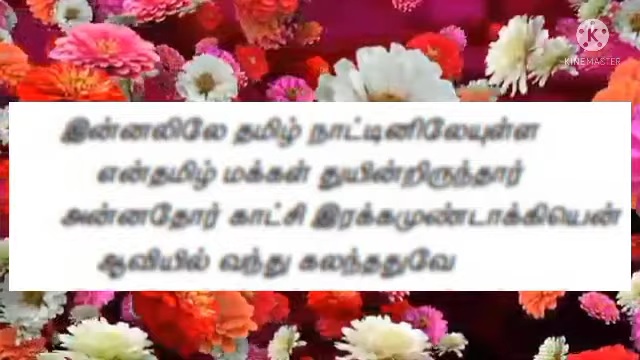 KINEMASTER
இன்னலிலே தமிழ் நாட்டினிலேயுள்ள
என்தமிழ் மக்கள் துயின்றிருந்தார்
அன்னதோர் காட்சி இரக்கமுண்டாக்கியென்
ஆவியில் வந்து கலந்ததுவே